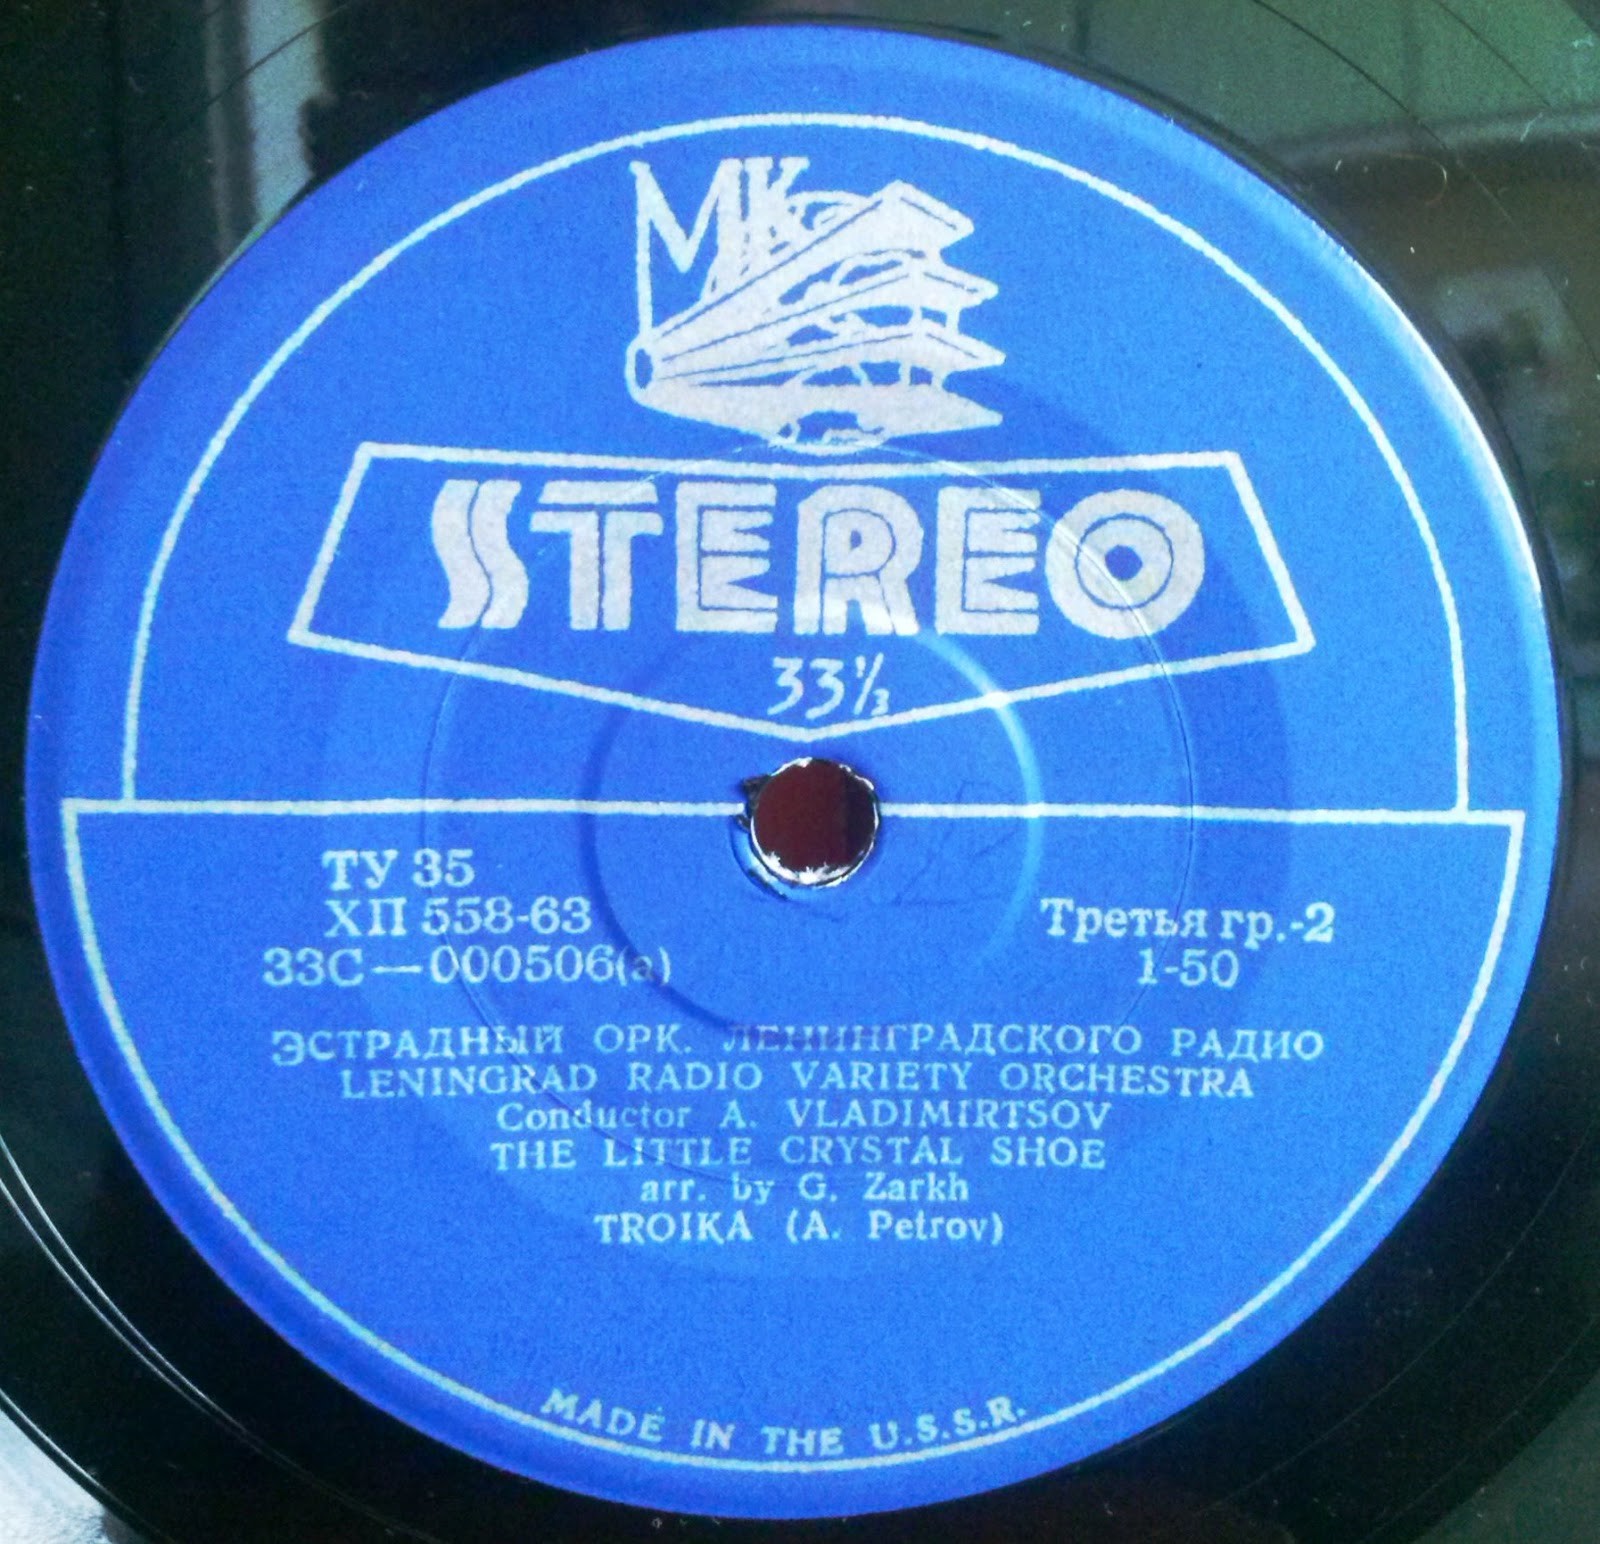 МК
STEREO
33⅓
ТУ 35
ХП 558-63
33С—000506(а)
Третья гр.-2
1-50
ЭСТРАДНЫЙ ОРК. ЛЕНИНГРАДСКОГО РАДИО
LENINGRAD RADIO VARIETY ORCHESTRA
Conductor A. VLADIMIRTSOV
THE LITTLE CRYSTAL SHOE
arr. by G. Zarkh
TROIKA (A. Petrov)
MADE IN THE U.S.S.R.